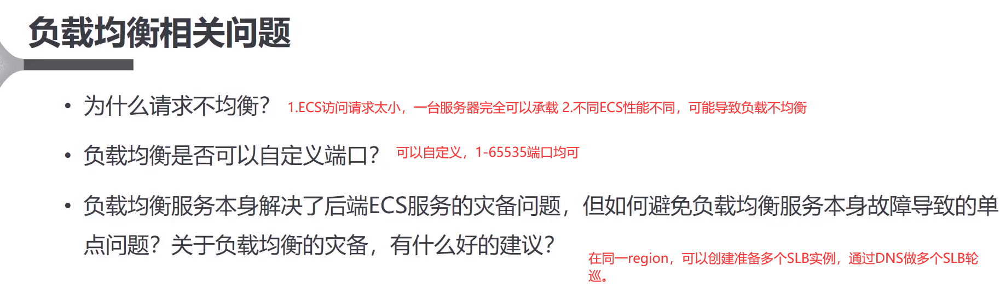 负载均衡相关问题
• 为什么请求不均衡？ 1.ECS访问请求太小，一台服务器完全可以承载 2.不同ECS性能不同，可能导致负载不均衡
• 负载均衡是否可以自定义端口？ 可以自定义，1-65535端口均可
• 负载均衡服务本身解决了后端ECS服务的灾备问题，但如何避免负载均衡服务本身故障导致的单
点问题？关于负载均衡的灾备，有什么好的建议？
在同一region，可以创建准备多个SLB实例，通过DNS做多个SLB轮
巡。